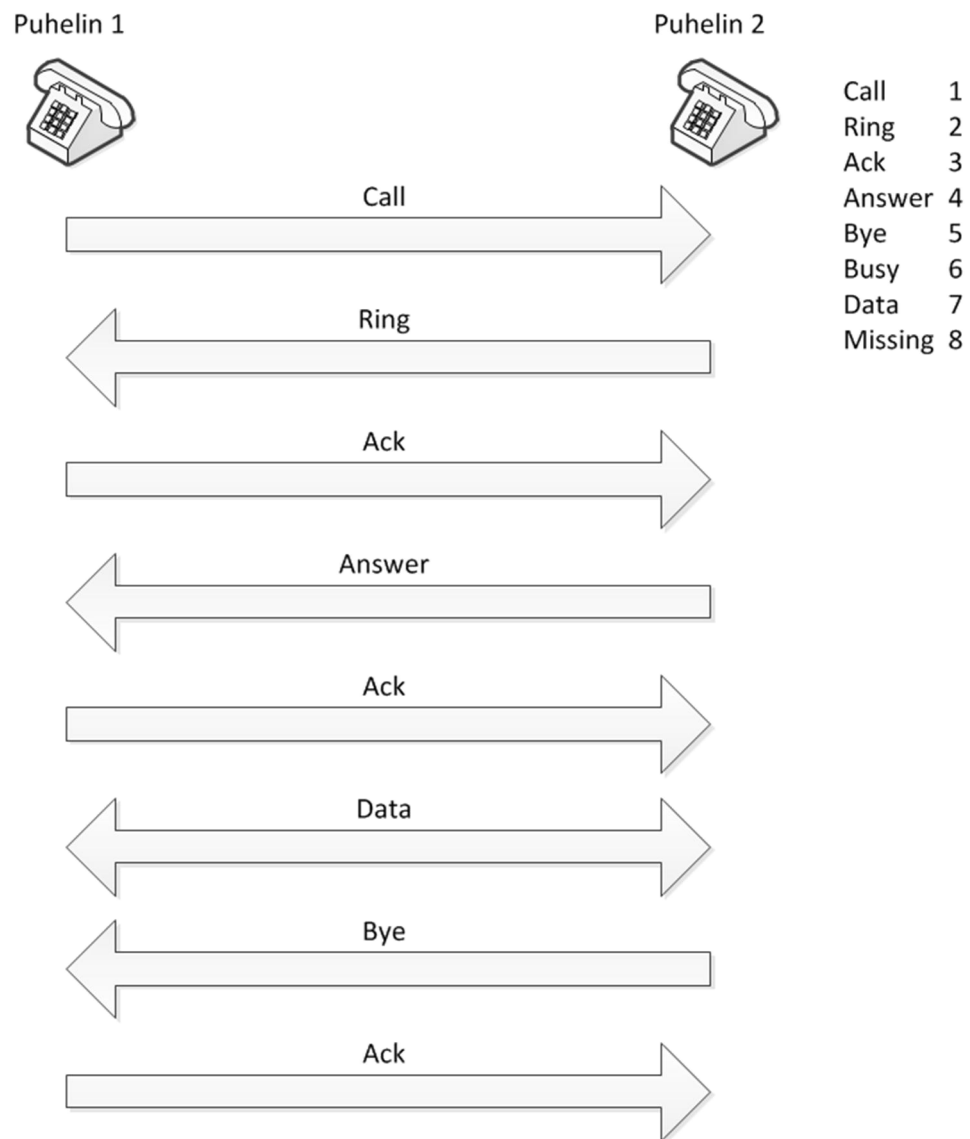 Puhelin 1
Puhelin 2
Call 1
Ring 2
Ack 3
Answer 4
Bye 5
Busy 6
Data 7
Missing 8
Call
Ring
Ack
Answer
Ack
Data
Bye
Ack